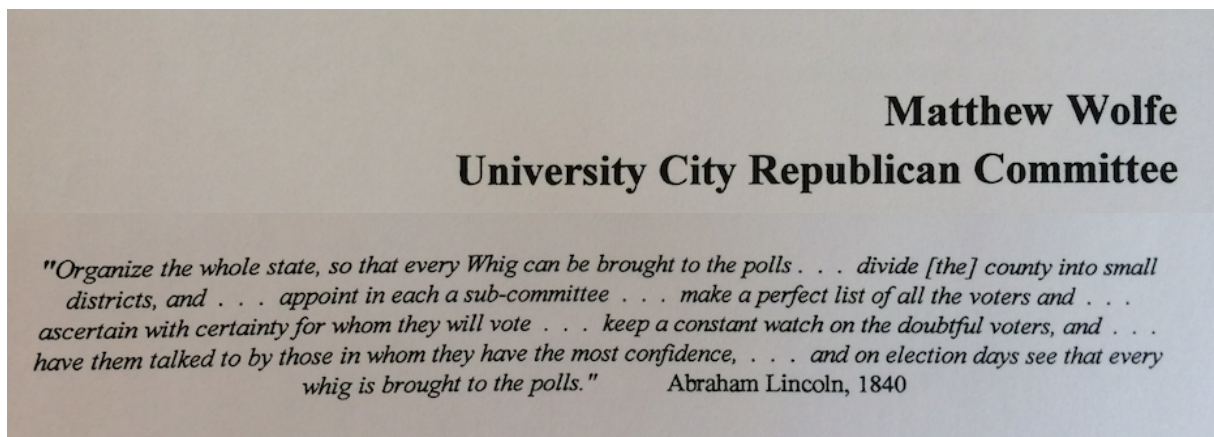 Matthew Wolfe
University City Republican Committee
"Organize the whole state, so that every Whig can be brought to the polls . . . divide [the] county into small
districts, and . . . appoint in each a sub-committee . . . make a perfect list of all the voters and . . .
ascertain with certainty for whom they will vote . . . keep a constant watch on the doubtful voters, and . . .
have them talked to by those in whom they have the most confidence, . . . and on election days see that every
whig is brought to the polls." Abraham Lincoln, 1840